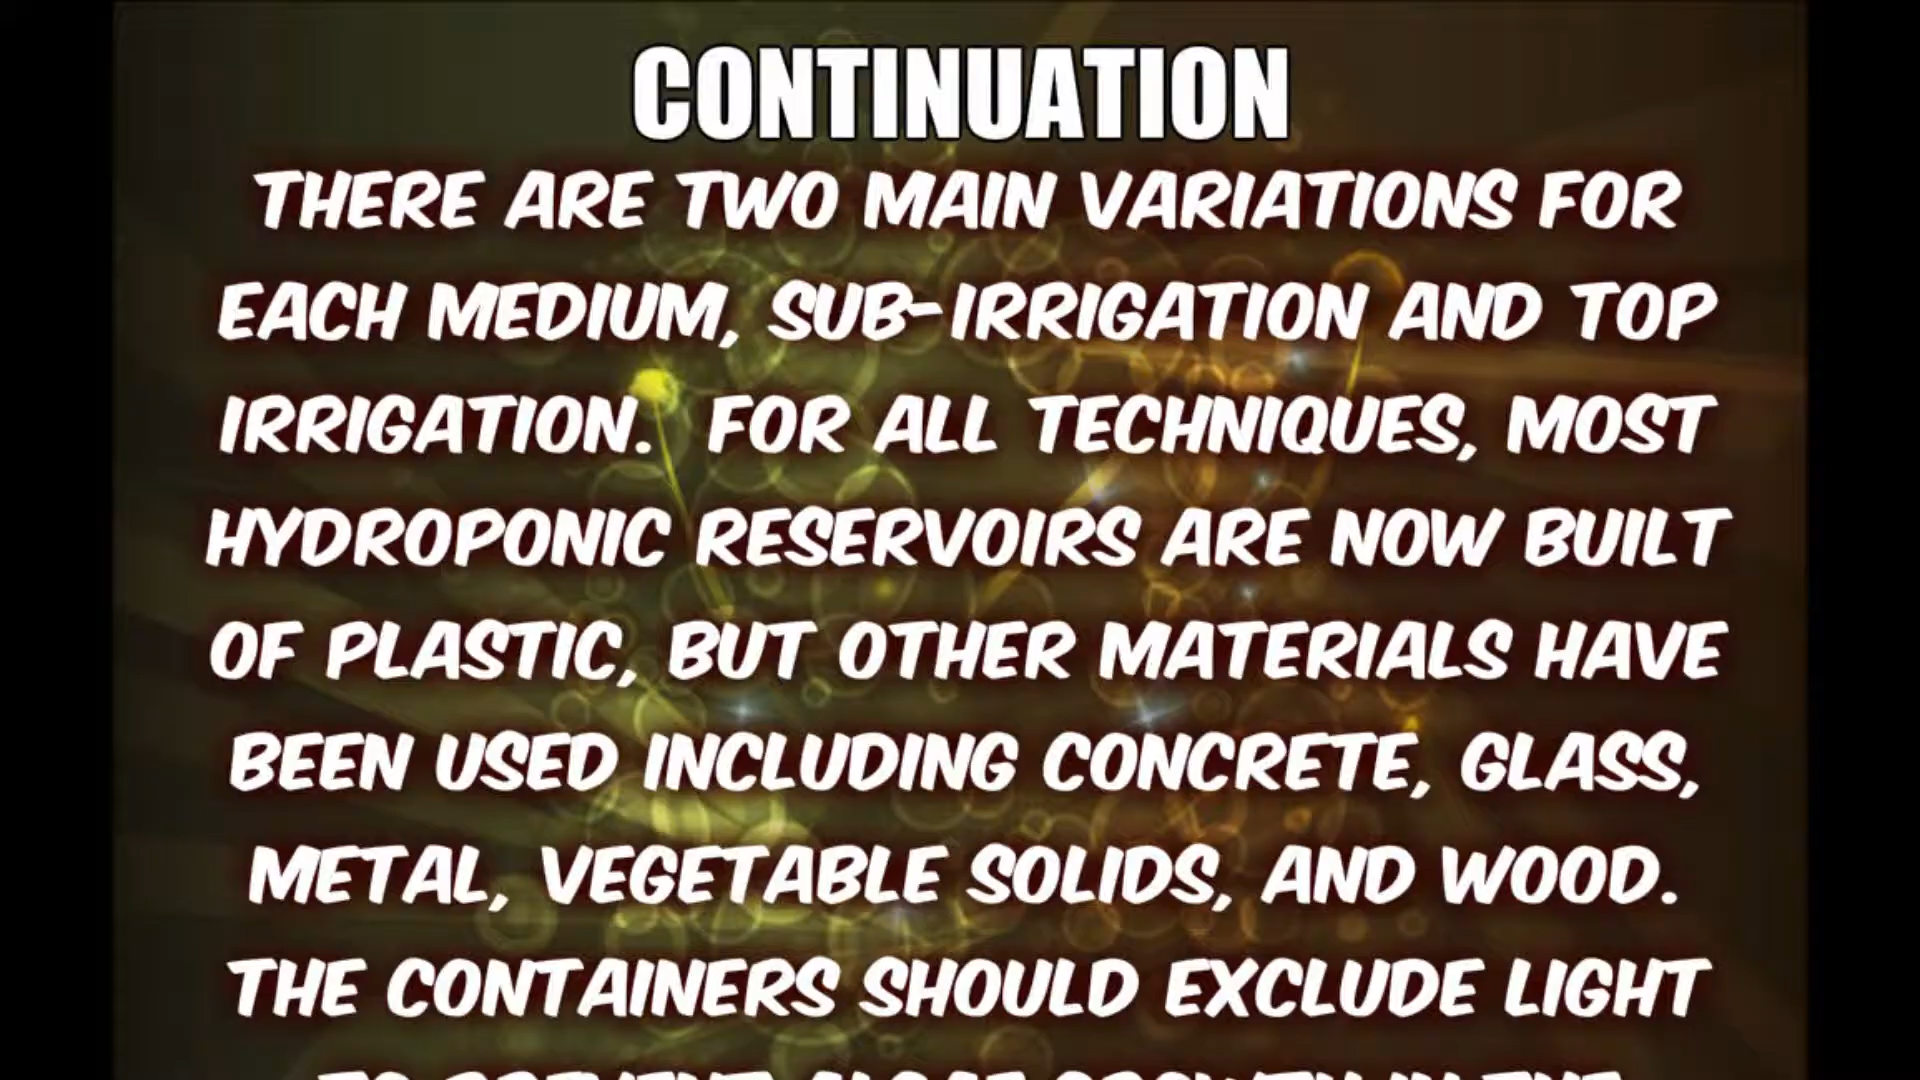 CONTINUATION
THERE ARE TWO MAIN VARIATIONS FOR
EACH MEDIUM, SUB-IRRIGATION AND TOP
IRRIGATION. FOR ALL TECHNIQUES, MOST
HYDROPONIC RESERVOIRS ARE NOW BUILT
OF PLASTIC, BUT OTHER MATERIALS HAVE
BEEN USED INCLUDING CONCRETE, GLASS,
METAL, VEGETABLE SOLIDS, AND WOOD.
THE CONTAINERS SHOULD EXCLUDE LIGHT